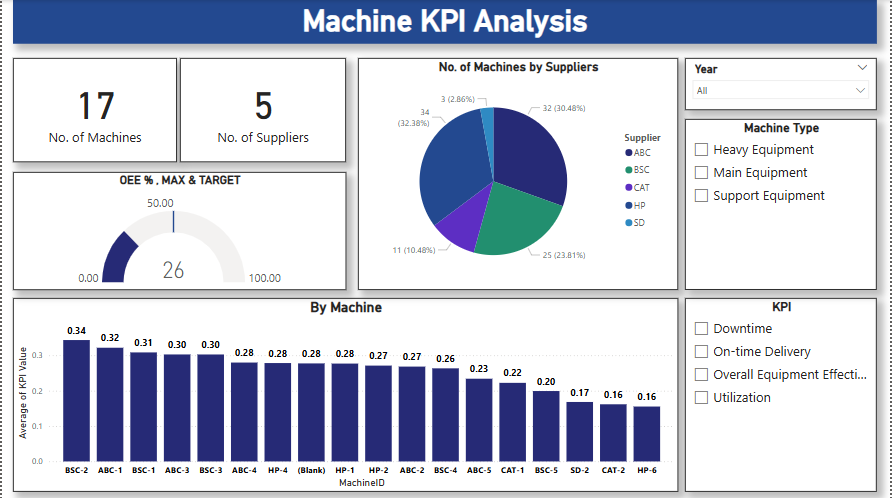 Machine KPI Analysis
17
No. of Machines
5
No. of Suppliers
OEE % , MAX & TARGET
50.00
0.00
26
100.00
No. of Machines by Suppliers
3 (2.86%)
32 (30.48%)
34
(32.38%)
11 (10.48%)
25 (23.81%)
Supplier
ABC
BSC
CAT
HP
SD
Year
All
Machine Type
Heavy Equipment
Main Equipment
Support Equipment
By Machine
Average of KPI Value
0.3
0.2
0.1
0.0
0.34 0.32 0.31 0.30 0.30 0.28 0.28 0.28 0.28 0.27 0.27 0.26 0.23 0.22 0.20 0.17 0.16 0.16
BSC-2 ABC-1 BSC-1 ABC-3 BSC-3 ABC-4 HP-4 (Blank) HP-1 HP-2 ABC-2 BSC-4 ABC-5 CAT-1 BSC-5 SD-2 CAT-2 HP-6
MachineID
KPI
Downtime
On-time Delivery
Overall Equipment Effecti...
Utilization